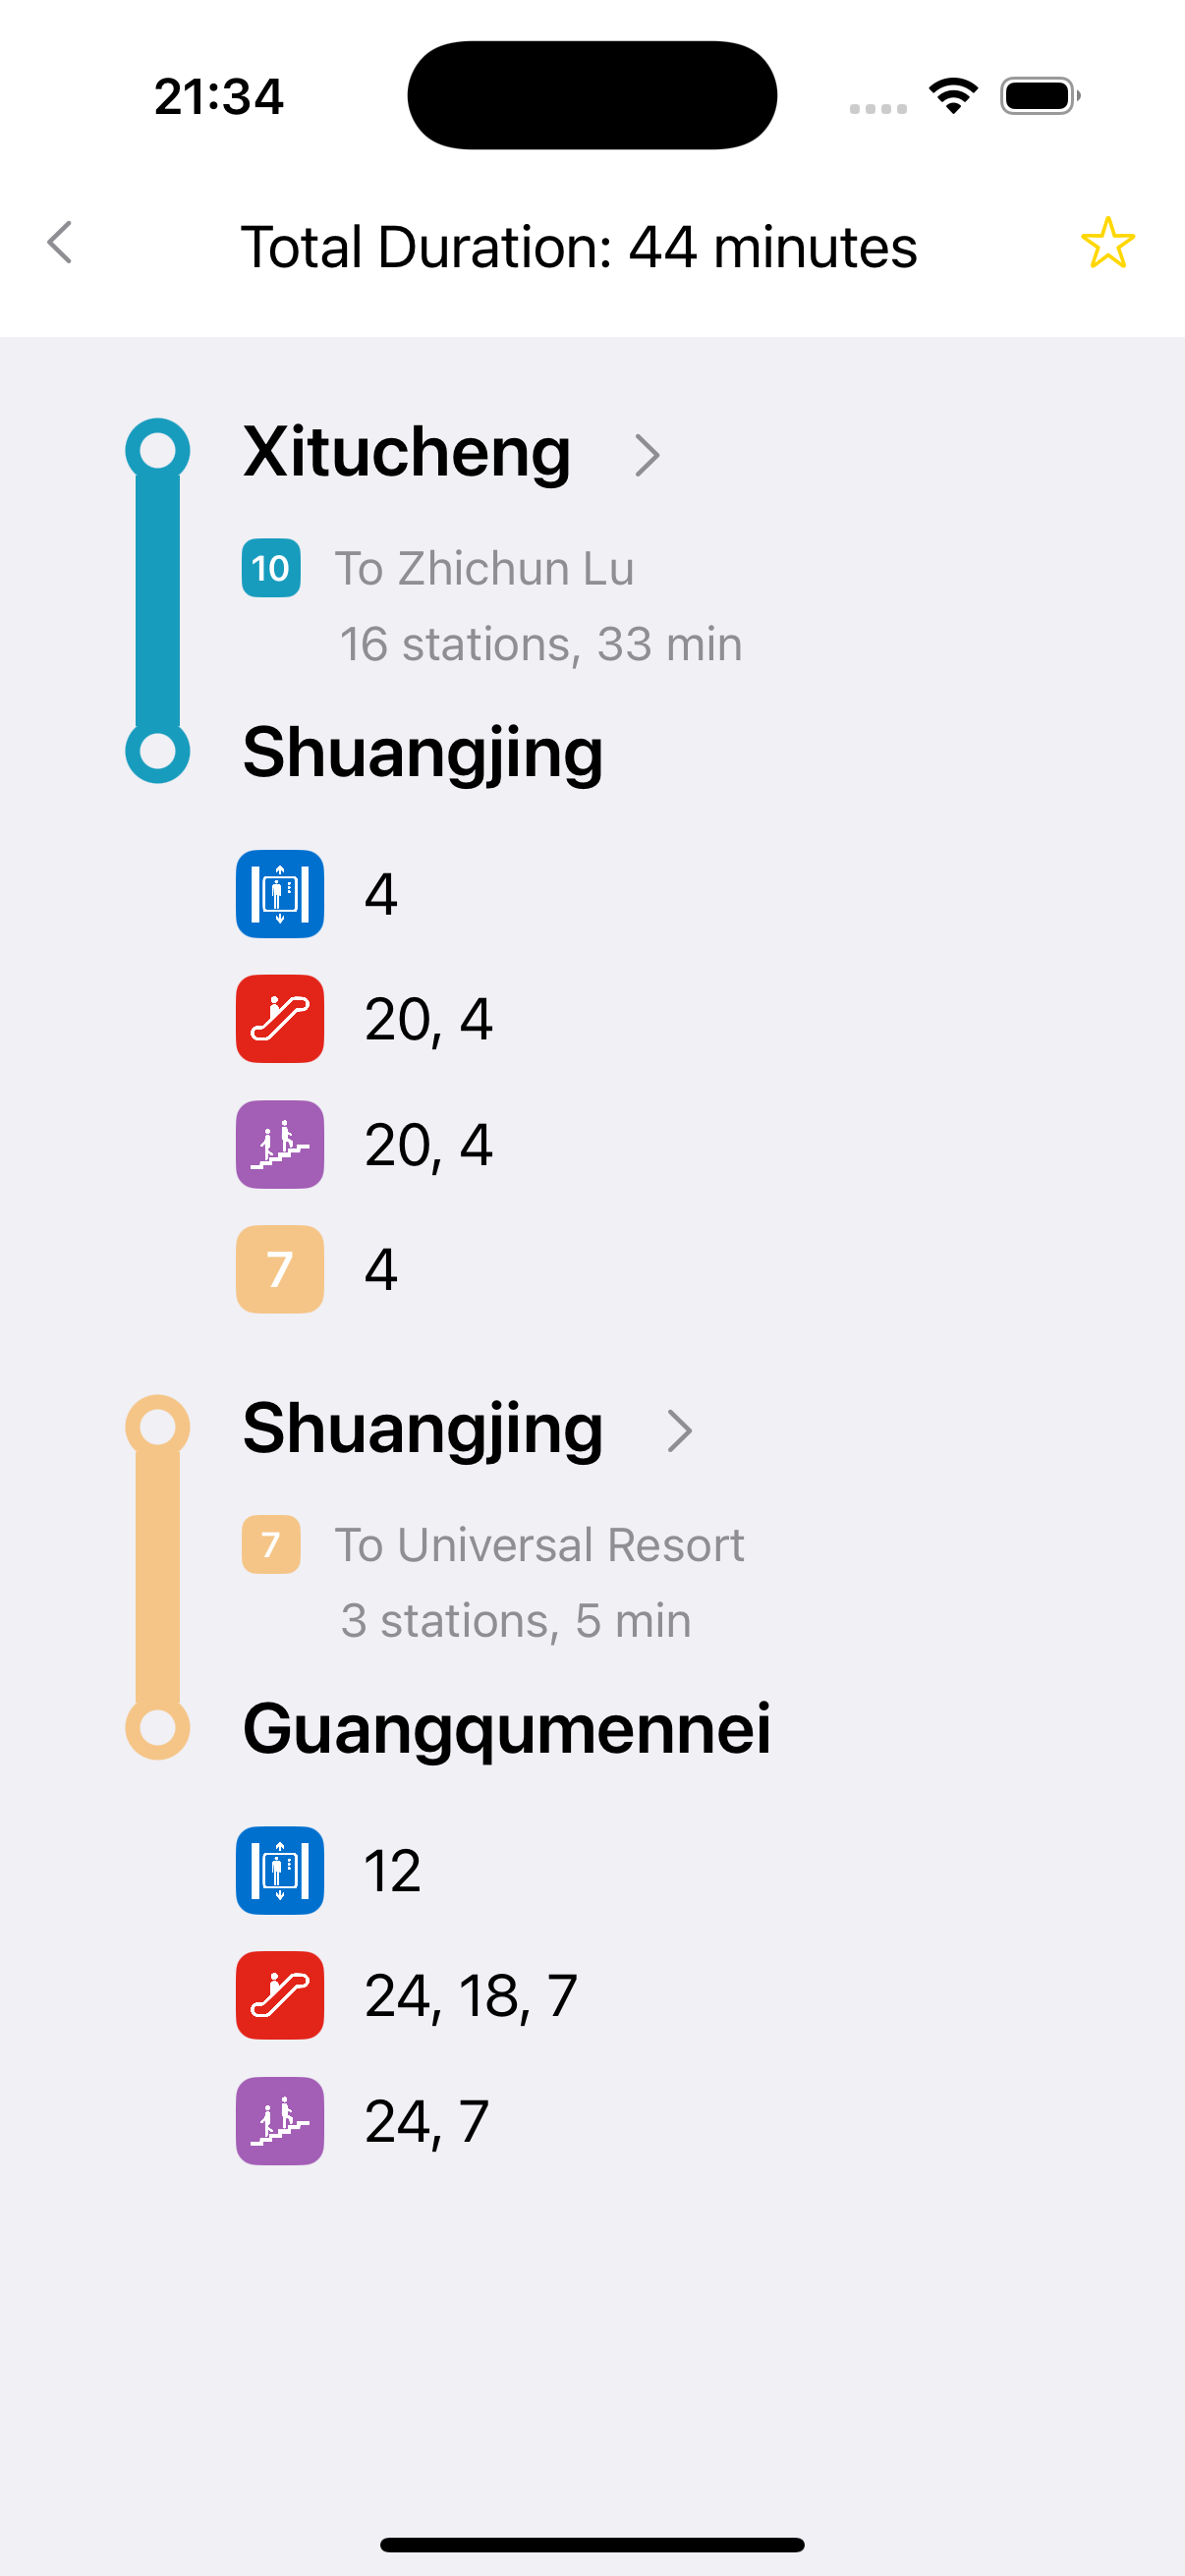 21:34
Total Duration: 44 minutes
Xitucheng
10 To Zhichun Lu
16 stations, 33 min
Shuangjing
4
20, 4
20, 4
7 4
Shuangjing
7 To Universal Resort
3 stations, 5 min
Guangqumennei
12
24, 18, 7
24, 7